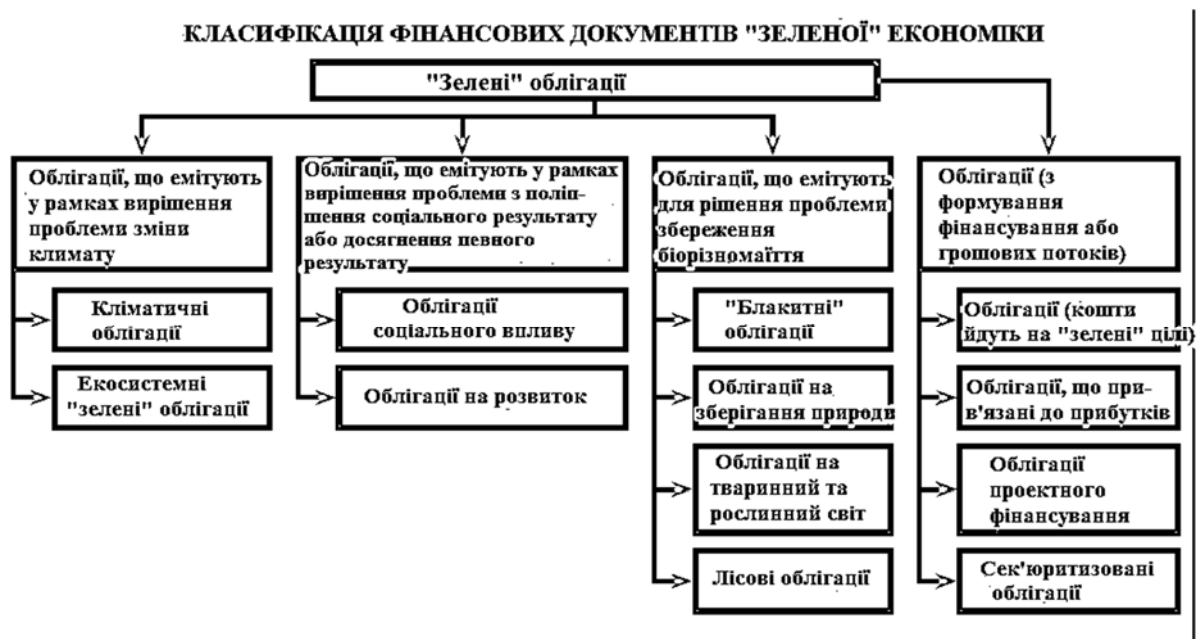 КЛАСИФІКАЦІЯ ФІНАНСОВИХ ДОКУМЕНТІВ "ЗЕЛЕНОЇ" ЕКОНОМІКИ
"Зелені" облігації
Облігації, що емітують
у рамках вирішення
проблеми зміни
климату
Кліматичні
облігації
Екосистемні
"зелені" облігації
Облігації, що емітують у рамках
вирішення проблеми з поліп-
шення соціального результату
або досягнення певного
результату
Облігації
соціального впливу
Облігації на розвиток
Облігації, що емітують
для рішення проблеми
збереження
біорізномаїття
"Блакитні"
облігації
Облігації на
зберігання природи
Облігації на
тваринний та
рослинний світ
Лісові облігації
Облігації (з
формування
фінансування або
грошових потоків)
Облігації (кошти
йдуть на "зелені" цілі)
Облігації, що при-
в'язані до прибутків
Облігації
проектного
фінансування
Сек'юритизовані
облігації